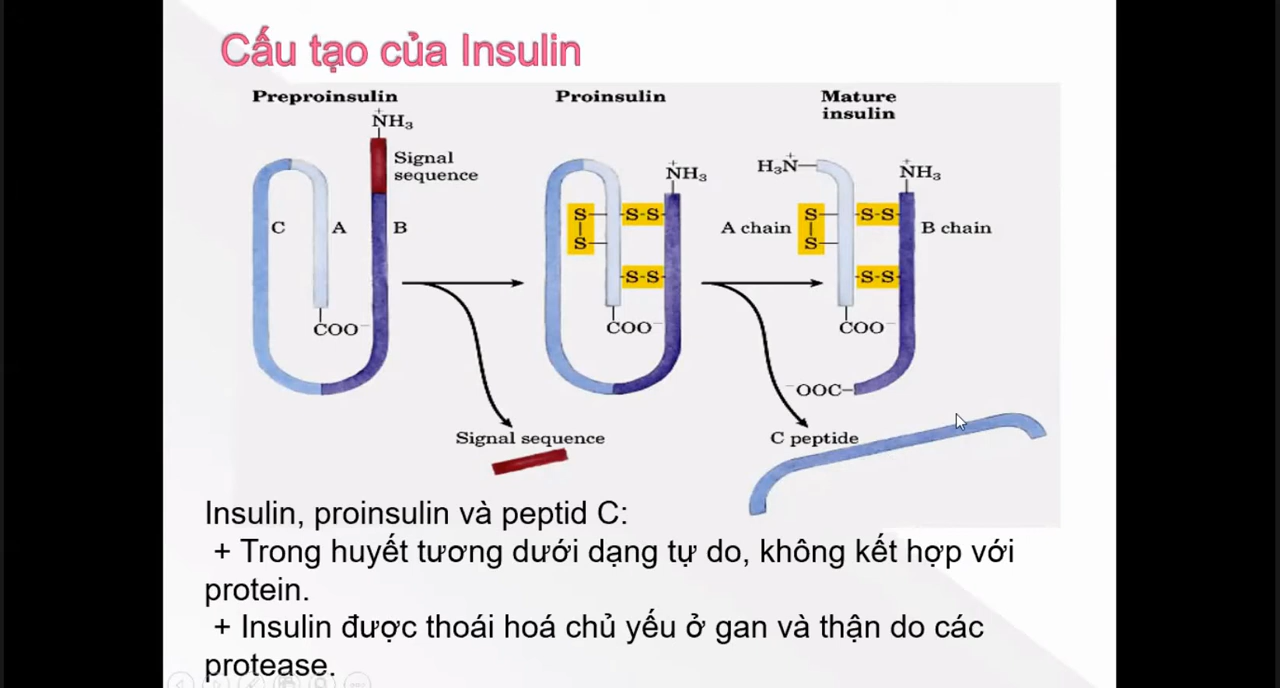 Cấu tạo của Insulin
Preproinsulin
Proinsulin
Mature
insulin
+
NH₃
Signal
sequence
C
A
B
COO⁻
+
NH₃
S
S
S-S
S-S
COO⁻
+
H₃N
+
NH₃
A chain
S
S
S-S
S-S
B chain
COO⁻
⁻OOC
Signal sequence
C peptide
Insulin, proinsulin và peptid C:
+ Trong huyết tương dưới dạng tự do, không kết hợp với
protein.
+ Insulin được thoái hoá chủ yếu ở gan và thận do các
protease.